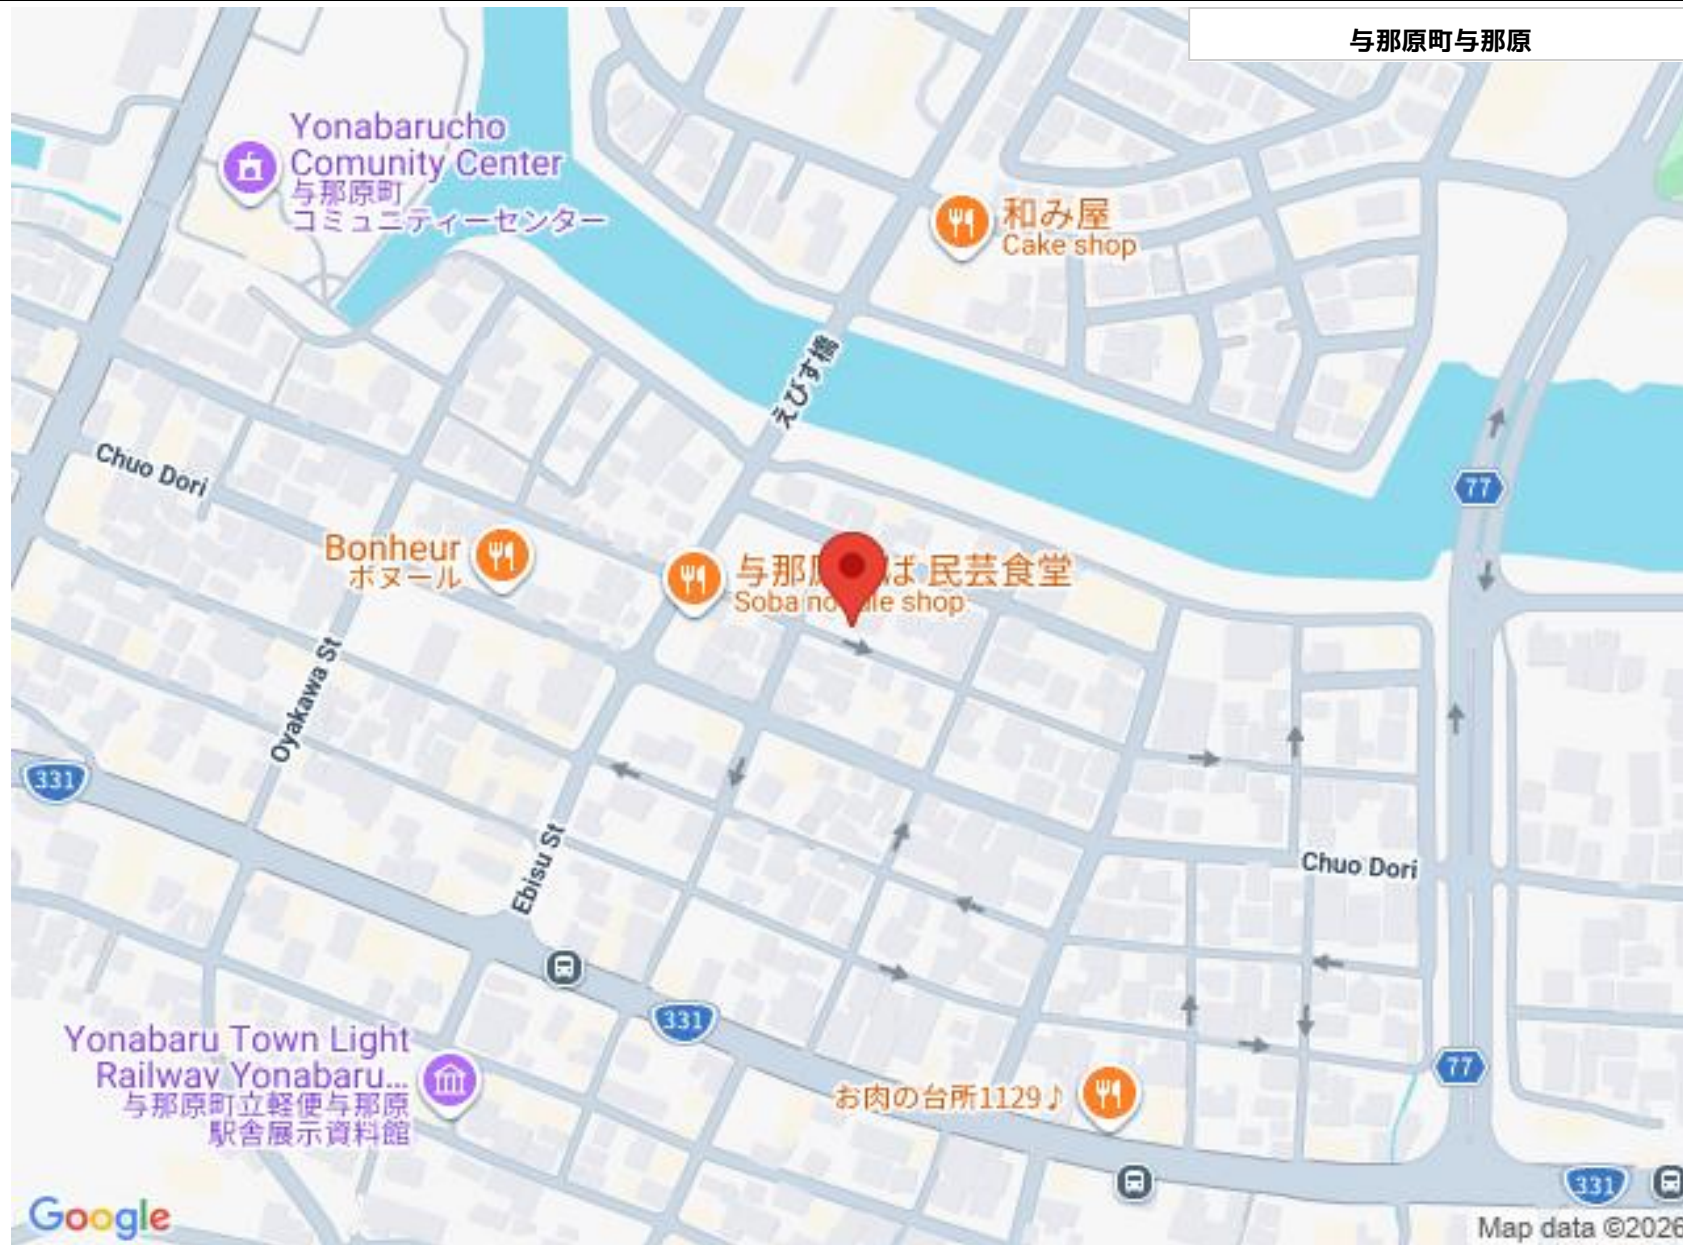 与那原町与那原
Yonabarucho
Comunity Center
与那原町
コミュニティーセンター
和み屋
Cake shop
えびす橋
Chuo Dori
77
Bonheur
ボヌール
与那原 ば 民芸食堂
Soba no le shop
Oyakawa St
331
Ebisu St
Chuo Dori
331
Yonabaru Town Light
Railway Yonabaru...
与那原町立軽便与那原
駅舎展示資料館
77
お肉の台所1129♪
331
Google
Map data ©2026